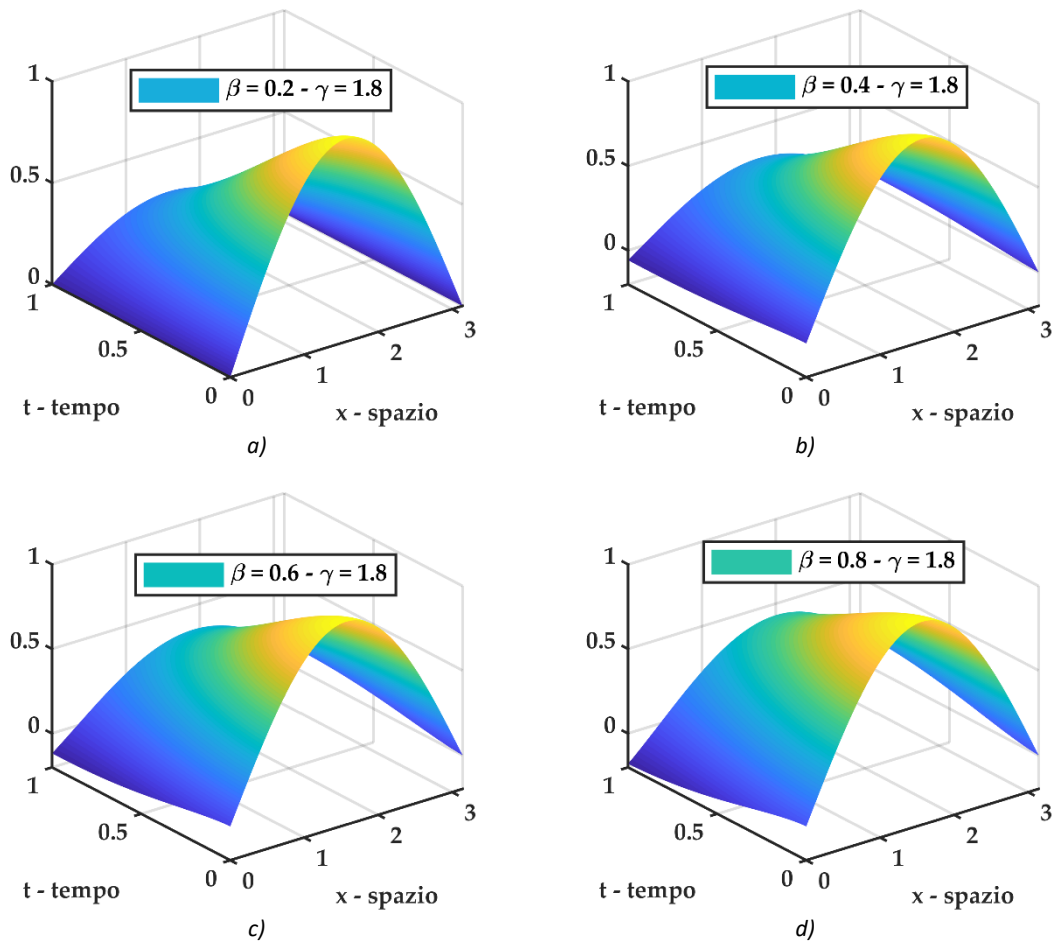 1
β = 0.2 - γ = 1.8
0.5
0
1
0.5
0
0
1
2
3
t - tempo
x - spazio
a)
1
β = 0.4 - γ = 1.8
0.5
0
1
0.5
0
0
1
2
3
t - tempo
x - spazio
b)
1
β = 0.6 - γ = 1.8
0.5
0
1
0.5
0
0
1
2
3
t - tempo
x - spazio
c)
1
β = 0.8 - γ = 1.8
0.5
0
1
0.5
0
0
1
2
3
t - tempo
x - spazio
d)